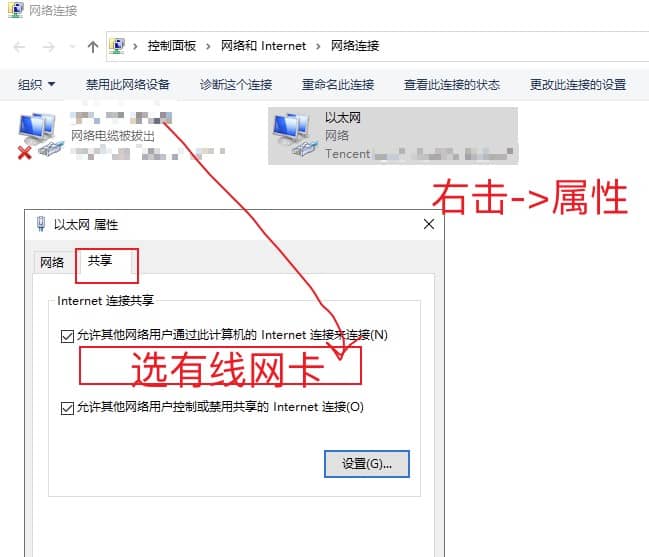 网络连接
控制面板 › 网络和 Internet › 网络连接
组织 禁用此网络设备 诊断这个连接 重命名此连接 查看此连接的状态 更改此连接的设置
网络电缆被拔出
以太网
网络
Tencent
右击->属性
以太网 属性
网络 共享
Internet 连接共享
允许其他网络用户通过此计算机的 Internet 连接来连接(N)
选有线网卡
允许其他网络用户控制或禁用共享的 Internet 连接(O)
设置(G)...